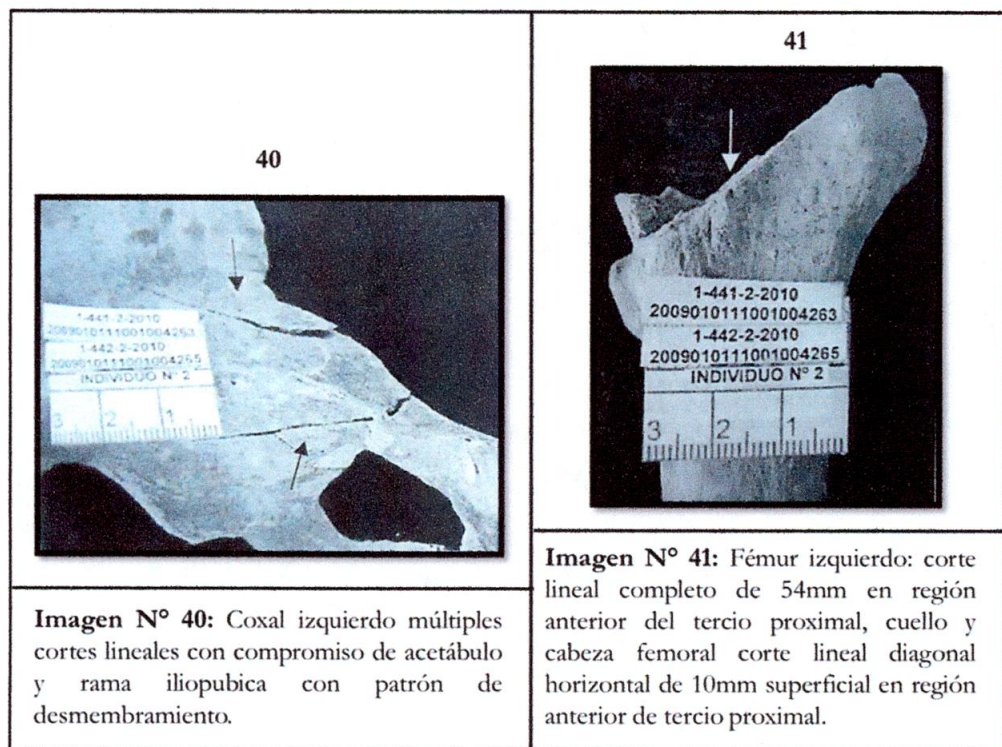 40
1-441-2-2010
2009010111001004263
1-442-2-2010
2009010111001004265
INDIVIDUO N° 2
3 2 1
Imagen N° 40: Coxal izquierdo múltiples
cortes lineales con compromiso de acetábulo
y rama iliopubica con patrón de
desmembramiento.
41
1-441-2-2010
2009010111001004263
1-442-2-2010
2009010111001004265
INDIVIDUO N° 2
3 2 1
Imagen N° 41: Fémur izquierdo: corte
lineal completo de 54mm en región
anterior del tercio proximal, cuello y
cabeza femoral corte lineal diagonal
horizontal de 10mm superficial en región
anterior de tercio proximal.